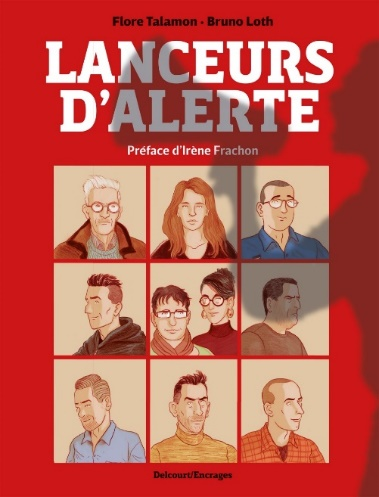 Flore Talamon · Bruno Loth
LANCEURS
D'ALERTE
Préface d'Irène Frachon
Delcourt/Encrages